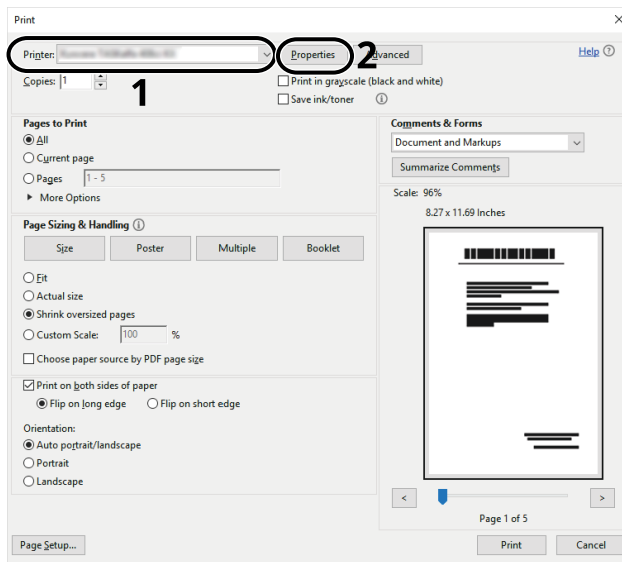 Print
Printer:
Properties
2
dvanced
Help
1
Copies: 1
Print in grayscale (black and white)
Save ink/toner
Pages to Print
All
Current page
Pages 1 - 5
More Options
Page Sizing & Handling
Size Poster Multiple Booklet
Fit
Actual size
Shrink oversized pages
Custom Scale: 100 %
Choose paper source by PDF page size
Print on both sides of paper
Flip on long edge Flip on short edge
Orientation:
Auto portrait/landscape
Portrait
Landscape
Comments & Forms
Document and Markups
Summarize Comments
Scale: 96%
8.27 x 11.69 Inches
< >
Page 1 of 5
Page Setup...
Print Cancel